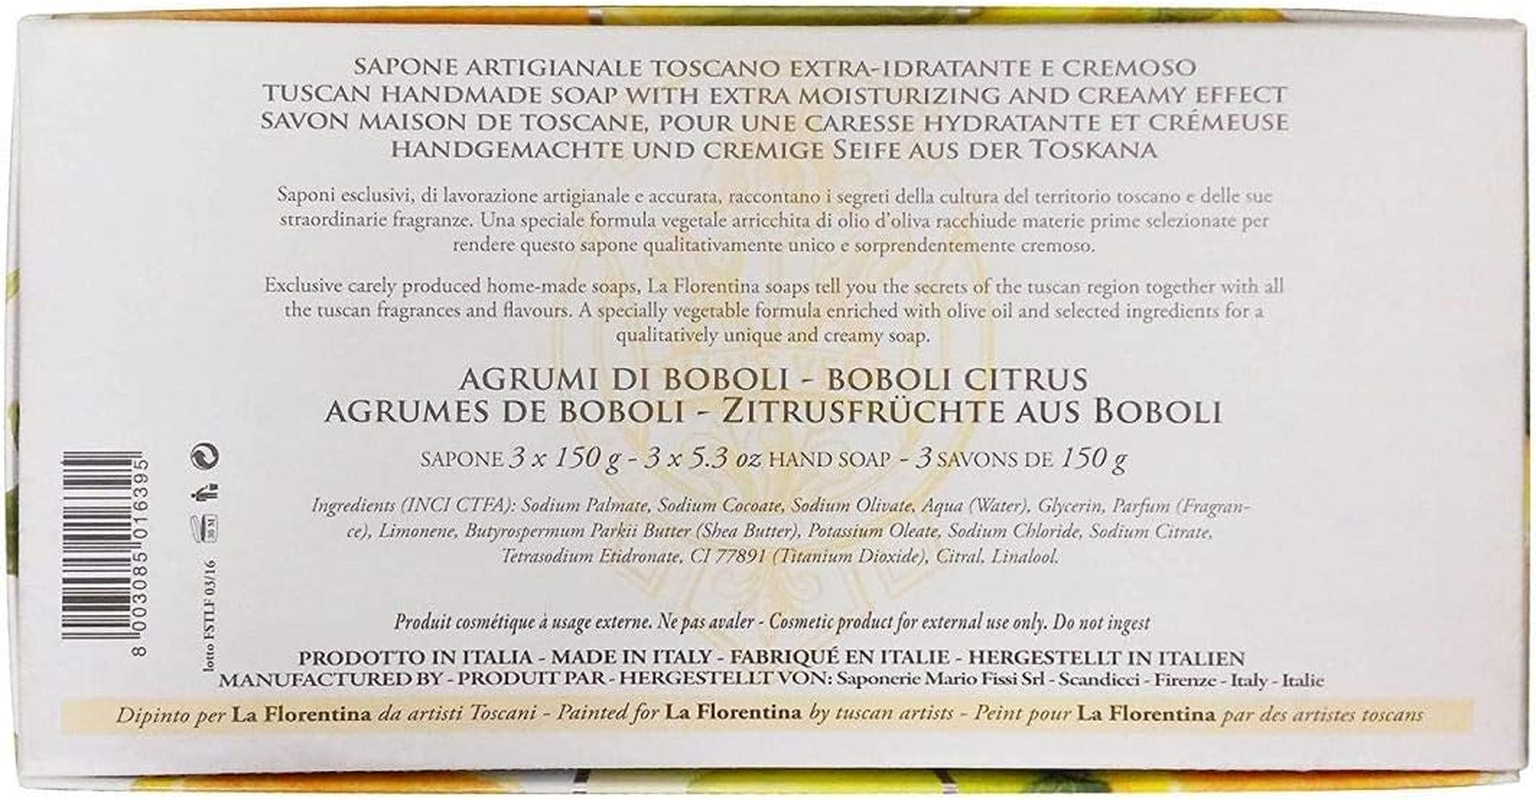 SAPONE ARTIGIANALE TOSCANO EXTRA-IDRATANTE E CREMOSO
TUSCAN HANDMADE SOAP WITH EXTRA MOISTURIZING AND CREAMY EFFECT
SAVON MAISON DE TOSCANE, POUR UNE CARESSE HYDRATANTE ET CRÉMEUSE
HANDGEMACHTE UND CREMIGE SEIFE AUS DER TOSKANA
Saponi esclusivi, di lavorazione artigianale e accurata, raccontano i segreti della cultura del territorio toscano e delle sue
straordinarie fragranze. Una speciale formula vegetale arricchita di olio d'oliva racchiude materie prime selezionate per
rendere questo sapone qualitativamente unico e sorprendentemente cremoso.
Exclusive carely produced home-made soaps, La Florentina soaps tell you the secrets of the tuscan region together with all
the tuscan fragrances and flavours. A specially vegetable formula enriched with olive oil and selected ingredients for a
qualitatively unique and creamy soap.
AGRUMI DI BOBOLI - BOBOLI CITRUS
AGRUMES DE BOBOLI - ZITRUSFRÜCHTE AUS BOBOLI
SAPONE 3 x 150 g - 3 x 5.3 oz HAND SOAP - 3 SAVONS DE 150 g
Ingredients (INCI CTFA): Sodium Palmate, Sodium Cocoate, Sodium Olivate, Aqua (Water), Glycerin, Parfum (Fragran-
ce), Limonene, Butyrospermum Parkii Butter (Shea Butter), Potassium Oleate, Sodium Chloride, Sodium Citrate,
Tetrasodium Etidronate, CI 77891 (Titanium Dioxide), Citral, Linalool.
Produit cosmétique à usage externe. Ne pas avaler - Cosmetic product for external use only. Do not ingest
PRODOTTO IN ITALIA - MADE IN ITALY - FABRIQUÉ EN ITALIE - HERGESTELLT IN ITALIEN
MANUFACTURED BY - PRODUIT PAR - HERGESTELLT VON: Saponerie Mario Fissi Srl - Scandicci - Firenze - Italy - Italie
Dipinto per La Florentina da artisti Toscani - Painted for La Florentina by tuscan artists - Peint pour La Florentina par des artistes toscans
8 003085 016395
lotto FSTLF 03/16